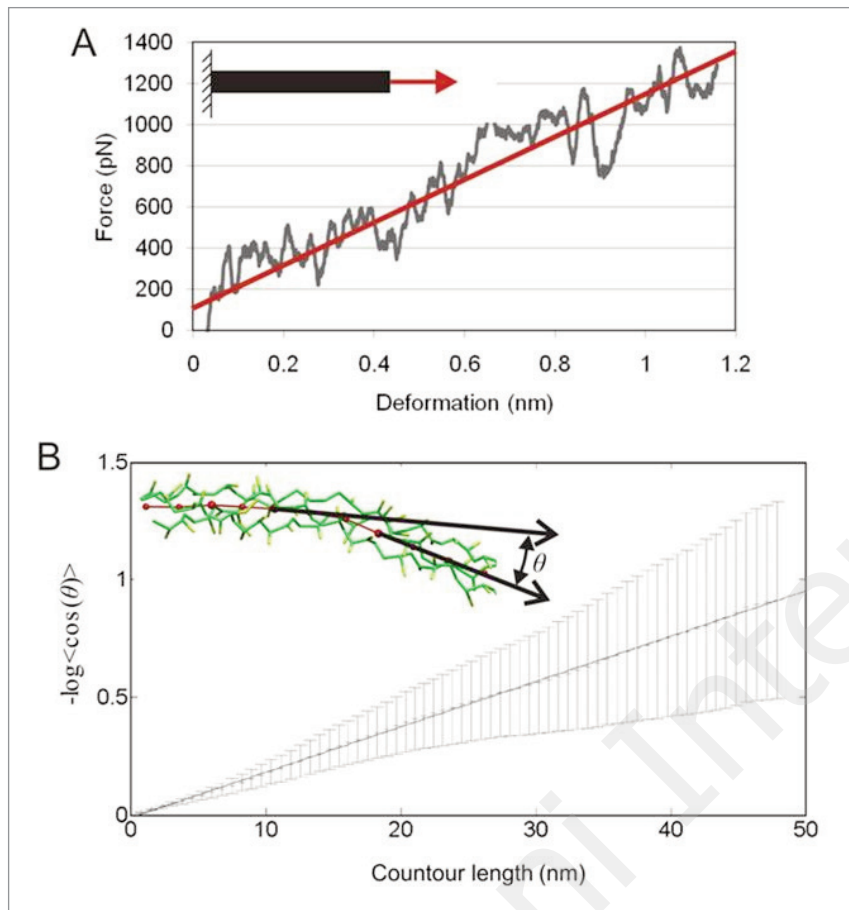 A
1400
1200
1000
800
600
400
200
0
Force (pN)
0 0.2 0.4 0.6 0.8 1 1.2
Deformation (nm)
B
1.5
1
0.5
0
-log<cos(θ)>
θ
0 10 20 30 40 50
Countour length (nm)
ni Inte